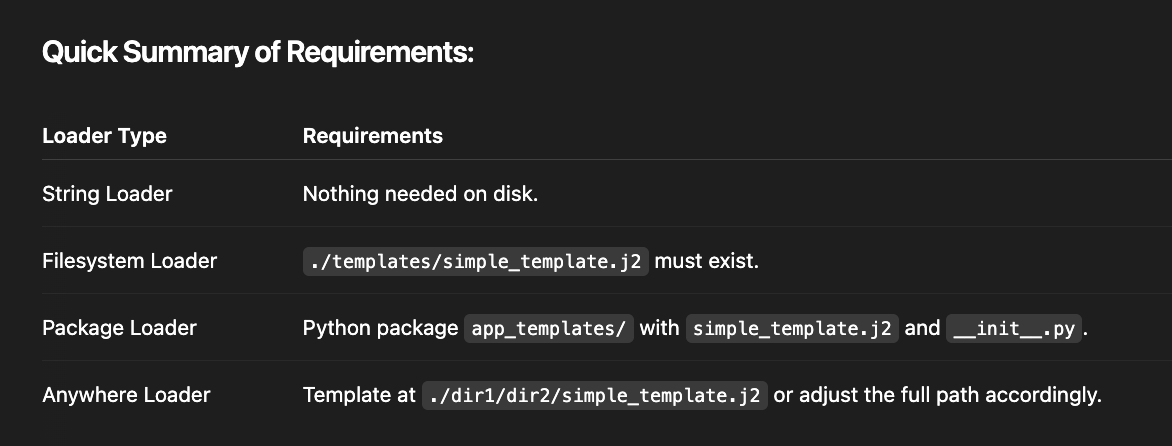 Quick Summary of Requirements:
Loader Type Requirements
String Loader Nothing needed on disk.
Filesystem Loader ./templates/simple_template.j2 must exist.
Package Loader Python package app_templates/ with simple_template.j2 and __init__.py.
Anywhere Loader Template at ./dir1/dir2/simple_template.j2 or adjust the full path accordingly.